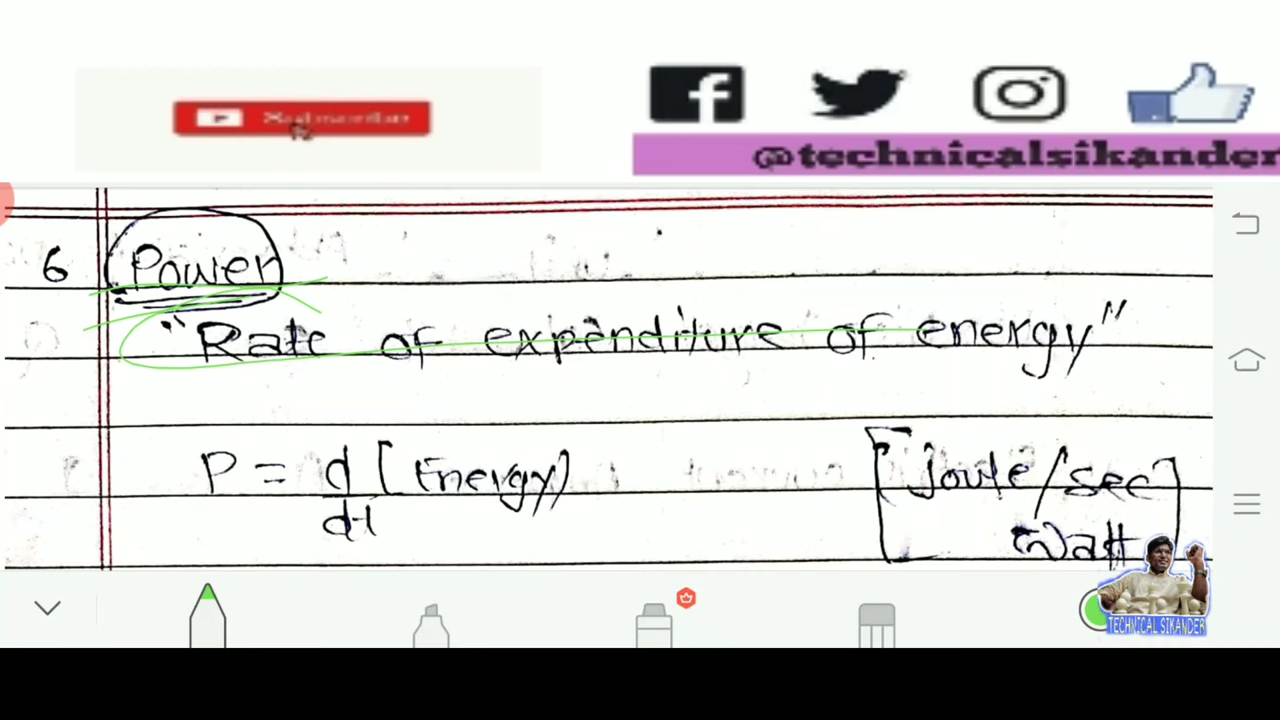 @technicalsikander
6 Power
"Rate of expenditure of energy"
P = d/dt [Energy) [Joule/sec]
watt
TECHNICAL SIKANDER